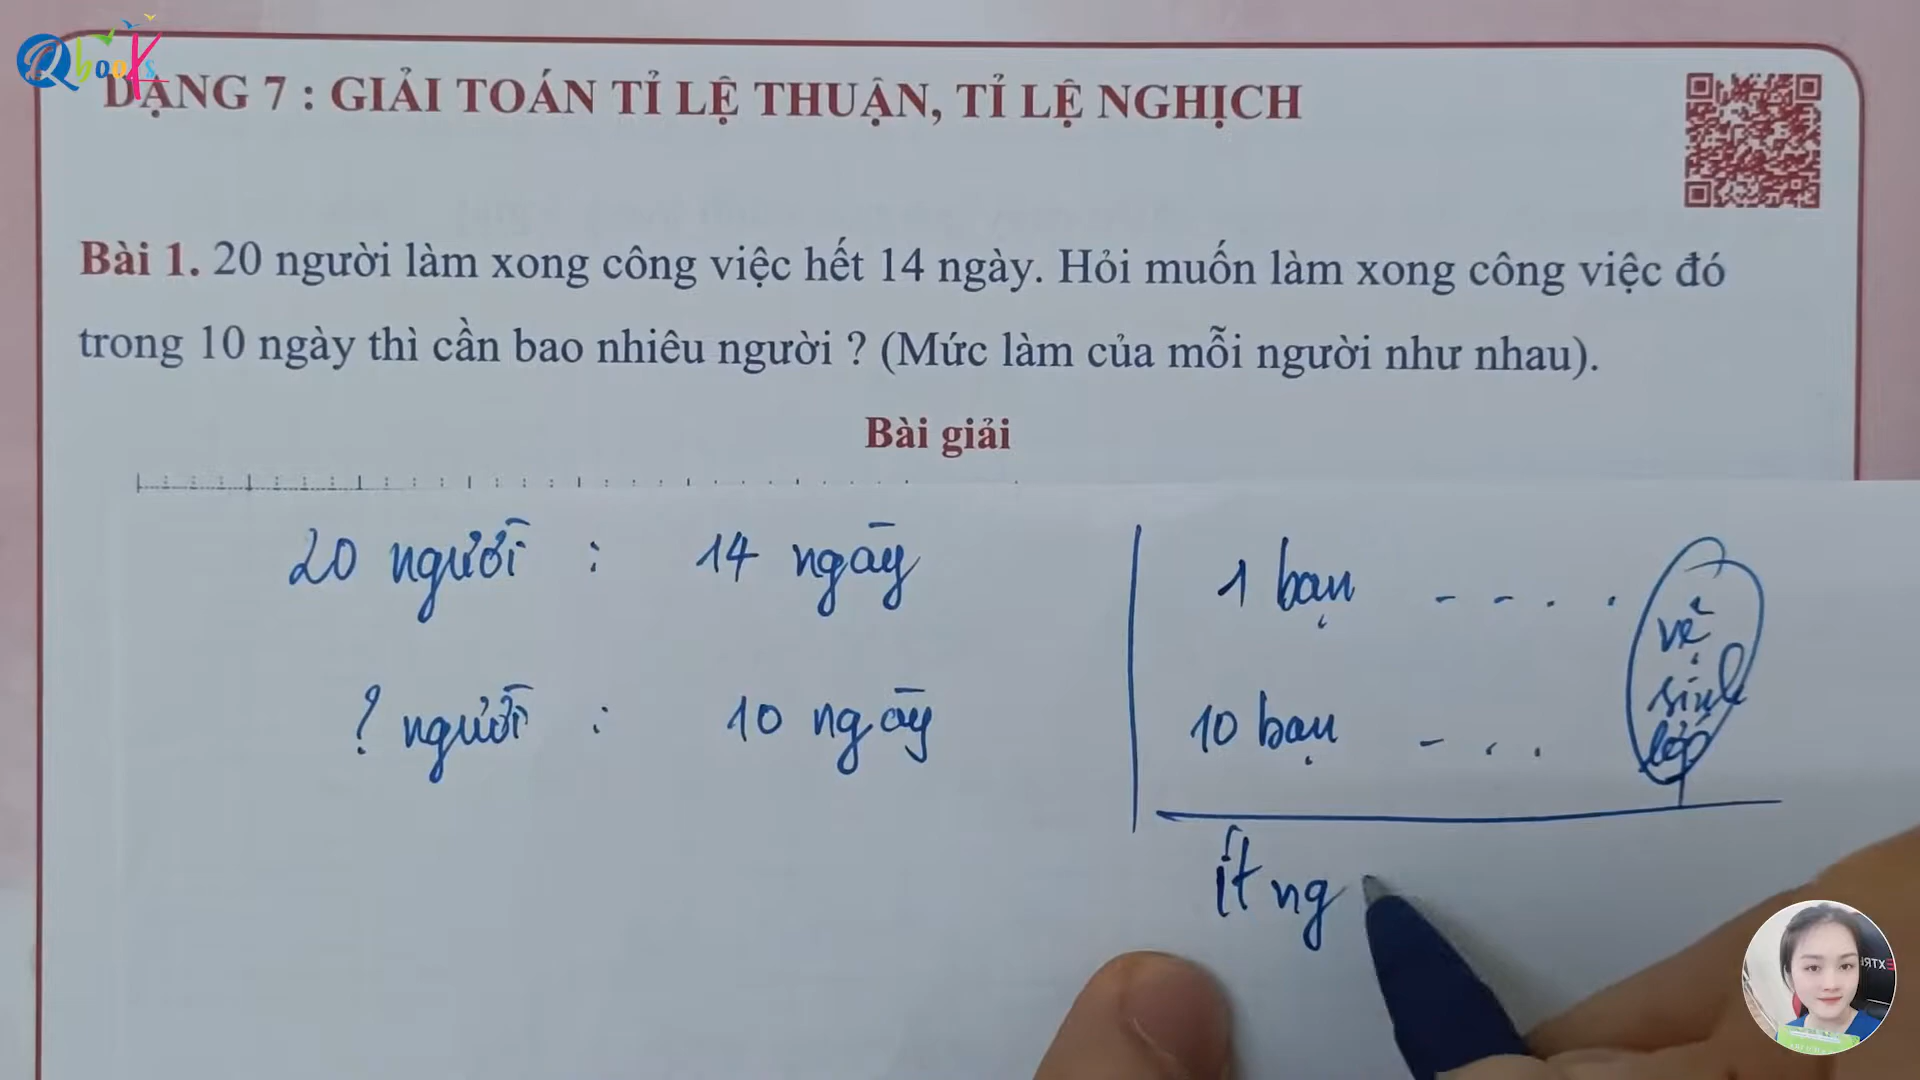 Qbooks
DẠNG 7 : GIẢI TOÁN TỈ LỆ THUẬN, TỈ LỆ NGHỊCH
Bài 1. 20 người làm xong công việc hết 14 ngày. Hỏi muốn làm xong công việc đó
trong 10 ngày thì cần bao nhiêu người ? (Mức làm của mỗi người như nhau).
Bài giải
20 người : 14 ngày
? người : 10 ngày
1 bạn - - . .
10 bạn - . .
vệ
sinh
lớp
ít ng